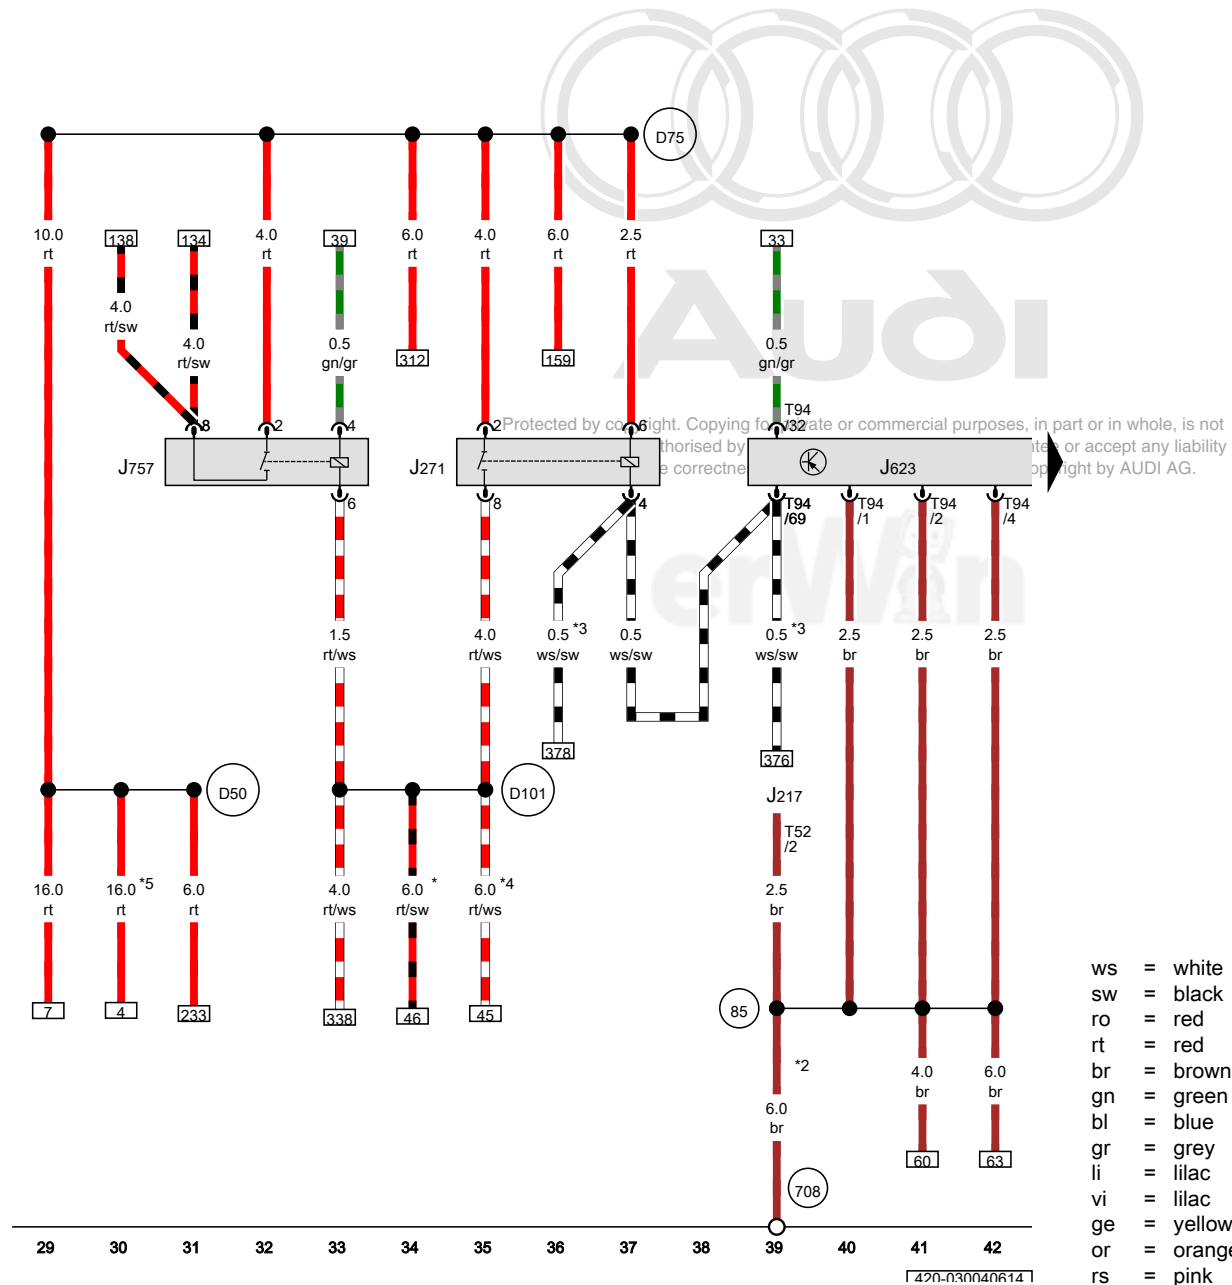 D75
10.0 rt
138
134
4.0 rt
39
6.0 rt
4.0 rt
6.0 rt
2.5 rt
33
4.0 rt/sw
4.0 rt/sw
0.5 gn/gr
312
159
0.5 gn/gr
Audi
T94 /32
8
2
4
2
6
Protected by copyright. Copying for private or commercial purposes, in part or in whole, is not
thorised by
or accept any liability
e correctne
opyright by AUDI AG.
J757
J271
J623
6
8
4
T94 /69
T94 /1
T94 /2
T94 /4
erWin
1.5 rt/ws
4.0 rt/ws
0.5 *3 ws/sw
0.5 ws/sw
0.5 *3 ws/sw
2.5 br
2.5 br
2.5 br
378
376
D50
D101
J217
T52 /2
16.0 rt
16.0 *5 rt
6.0 rt
4.0 rt/ws
6.0 * rt/sw
6.0 *4 rt/ws
2.5 br
7
4
233
338
46
45
85
*2
6.0 br
4.0 br
6.0 br
60
63
708
29 30 31 32 33 34 35 36 37 38 39 40 41 42
420-030040614
ws = white
sw = black
ro = red
rt = red
br = brown
gn = green
bl = blue
gr = grey
li = lilac
vi = lilac
ge = yellow
or = orange
rs = pink